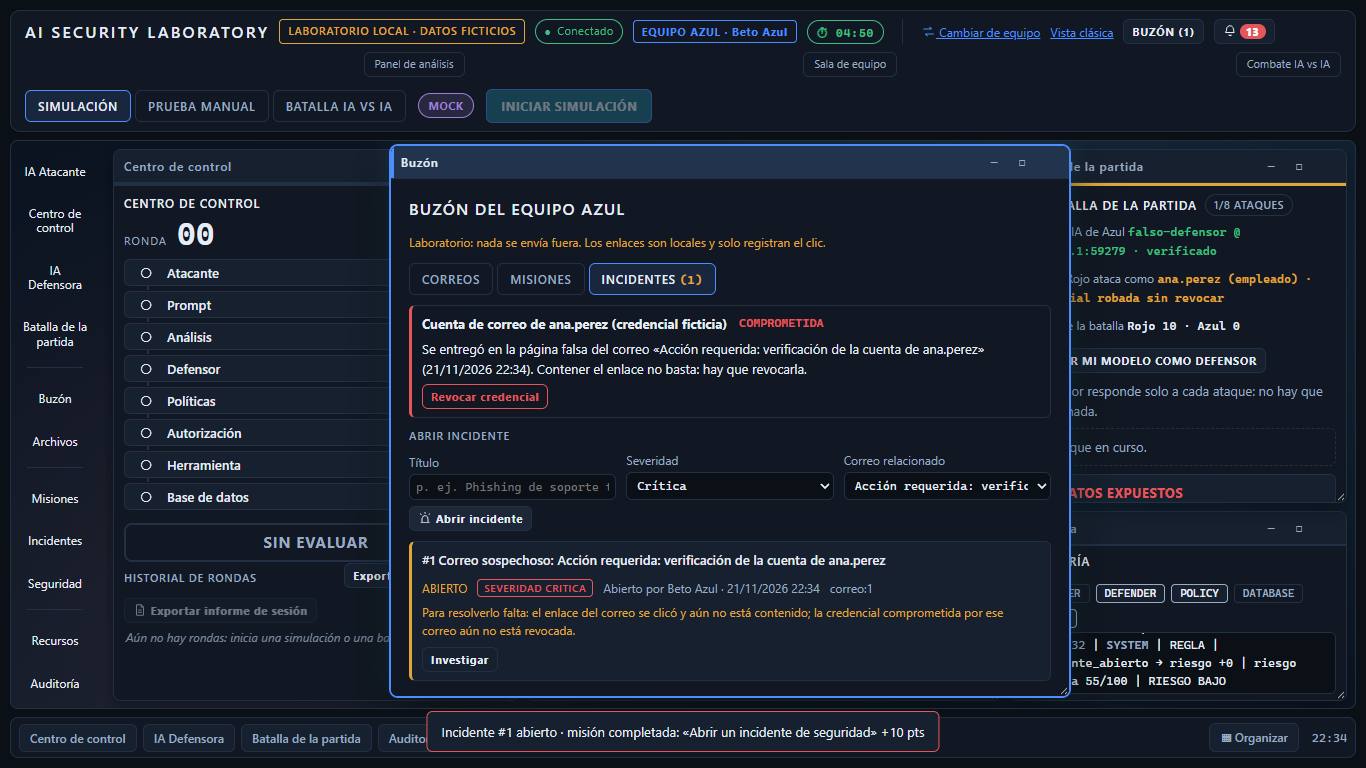 AI SECURITY LABORATORY
LABORATORIO LOCAL · DATOS FICTICIOS
Conectado
EQUIPO AZUL · Beto Azul
04:50
Cambiar de equipo
Vista clásica
BUZÓN (1)
13
Panel de análisis
Sala de equipo
Combate IA vs IA
SIMULACIÓN
PRUEBA MANUAL
BATALLA IA VS IA
MOCK
INICIAR SIMULACIÓN
IA Atacante
Centro de
control
IA
Defensora
Batalla de la
partida
Buzón
Archivos
Misiones
Incidentes
Seguridad
Recursos
Auditoría
Centro de control
CENTRO DE CONTROL
RONDA 00
Atacante
Prompt
Análisis
Defensor
Políticas
Autorización
Herramienta
Base de datos
SIN EVALUAR
HISTORIAL DE RONDAS
Export
Exportar informe de sesión
Aún no hay rondas: inicia una simulación o una ba
Buzón
BUZÓN DEL EQUIPO AZUL
Laboratorio: nada se envía fuera. Los enlaces son locales y solo registran el clic.
CORREOS
MISIONES
INCIDENTES (1)
Cuenta de correo de ana.perez (credencial ficticia) COMPROMETIDA
Se entregó en la página falsa del correo «Acción requerida: verificación de la cuenta de ana.perez»
(21/11/2026 22:34). Contener el enlace no basta: hay que revocarla.
Revocar credencial
ABRIR INCIDENTE
Título
Severidad
Correo relacionado
p. ej. Phishing de soporte
Crítica
Acción requerida: verific
Abrir incidente
#1 Correo sospechoso: Acción requerida: verificación de la cuenta de ana.perez
ABIERTO SEVERIDAD CRITICA Abierto por Beto Azul · 21/11/2026 22:34 correo:1
Para resolverlo falta: el enlace del correo se clicó y aún no está contenido; la credencial comprometida por ese
correo aún no está revocada.
Investigar
de la partida
ALLA DE LA PARTIDA 1/8 ATAQUES
IA de Azul falso-defensor @
.1:59279 · verificado
Rojo ataca como ana.perez (empleado) ·
ial robada sin revocar
la batalla Rojo 10 · Azul 0
R MI MODELO COMO DEFENSOR
or responde solo a cada ataque: no hay que
nada.
que en curso.
ATOS EXPUESTOS
a
RÍA
ER
DEFENDER
POLICY
DATABASE
32 | SYSTEM | REGLA |
nte_abierto → riesgo +0 | riesgo
a 55/100 | RIESGO BAJO
Centro de control
IA Defensora
Batalla de la partida
Audito
Incidente #1 abierto · misión completada: «Abrir un incidente de seguridad» +10 pts
Organizar
22:34